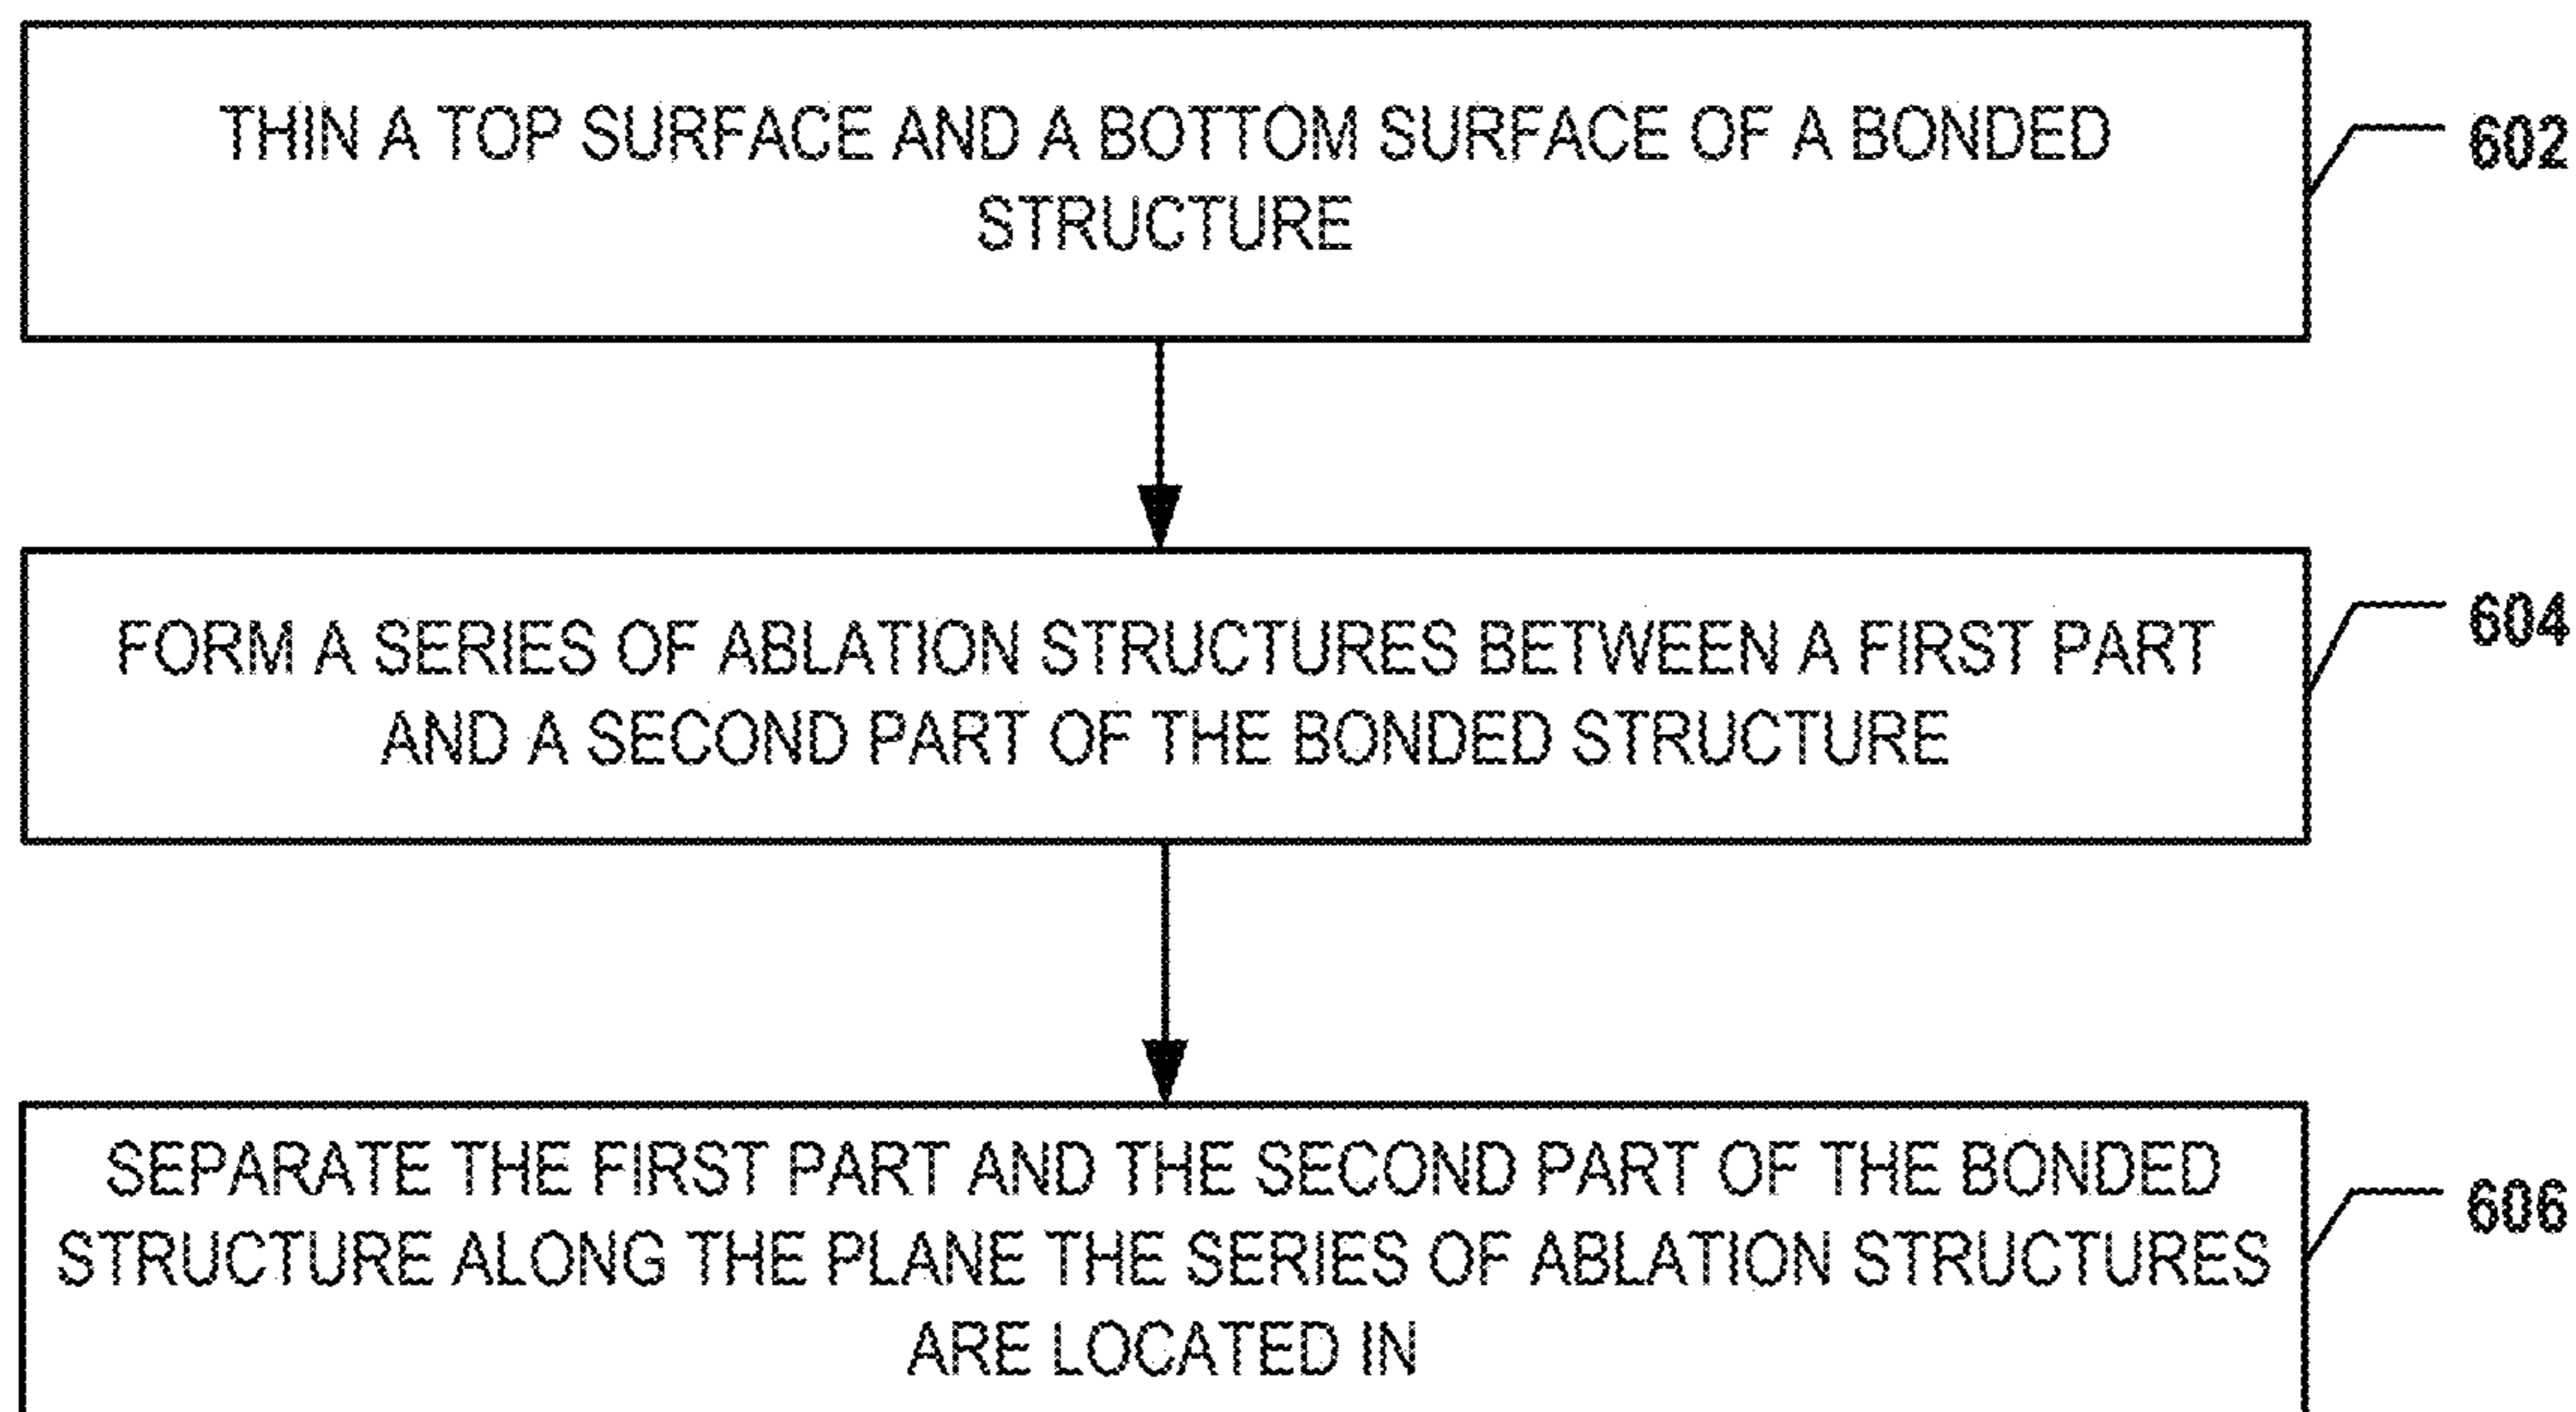 THIN A TOP SURFACE AND A BOTTOM SURFACE OF A BONDED
STRUCTURE
602
FORM A SERIES OF ABLATION STRUCTURES BETWEEN A FIRST PART
AND A SECOND PART OF THE BONDED STRUCTURE
604
SEPARATE THE FIRST PART AND THE SECOND PART OF THE BONDED
STRUCTURE ALONG THE PLANE THE SERIES OF ABLATION STRUCTURES
ARE LOCATED IN
606